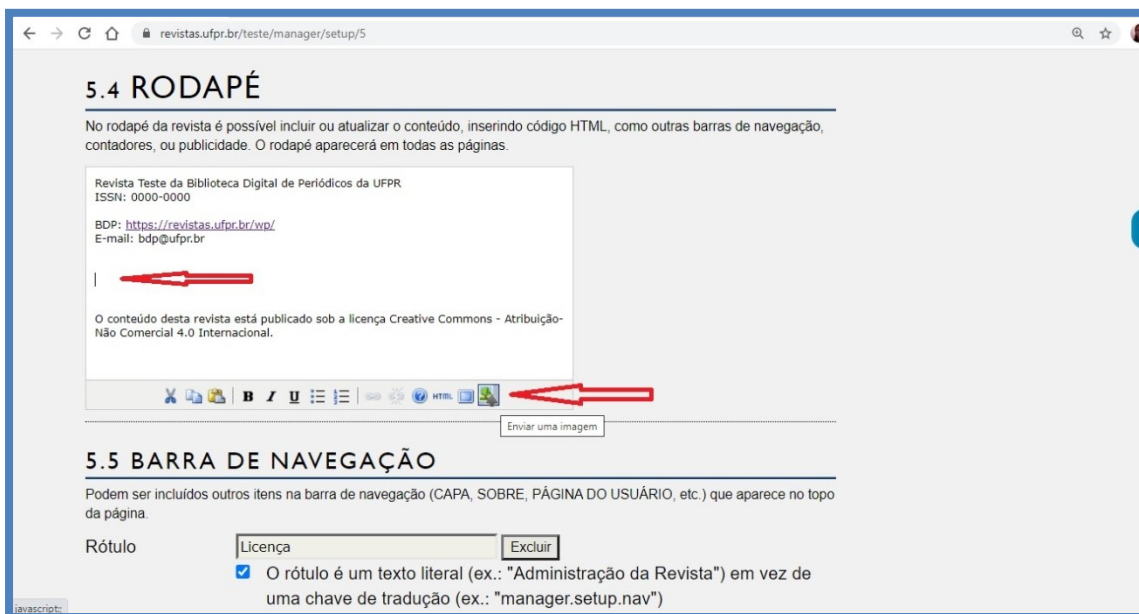 revistas.ufpr.br/teste/manager/setup/5
5.4 RODAPÉ
No rodapé da revista é possível incluir ou atualizar o conteúdo, inserindo código HTML, como outras barras de navegação,
contadores, ou publicidade. O rodapé aparecerá em todas as páginas.
Revista Teste da Biblioteca Digital de Periódicos da UFPR
ISSN: 0000-0000
BDP: https://revistas.ufpr.br/wp/
E-mail: bdp@ufpr.br
O conteúdo desta revista está publicado sob a licença Creative Commons - Atribuição-
Não Comercial 4.0 Internacional.
B I U HTML
Enviar uma imagem
5.5 BARRA DE NAVEGAÇÃO
Podem ser incluídos outros itens na barra de navegação (CAPA, SOBRE, PÁGINA DO USUÁRIO, etc.) que aparece no topo
da página.
Rótulo Licença Excluir
O rótulo é um texto literal (ex.: "Administração da Revista") em vez de
uma chave de tradução (ex.: "manager.setup.nav")
javascript:;